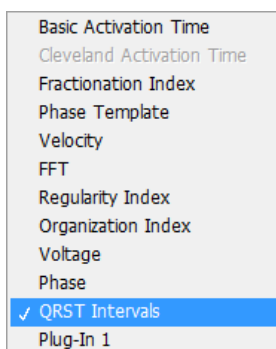 Basic Activation Time
Cleveland Activation Time
Fractionation Index
Phase Template
Velocity
FFT
Regularity Index
Organization Index
Voltage
Phase
✓ QRST Intervals
Plug-In 1